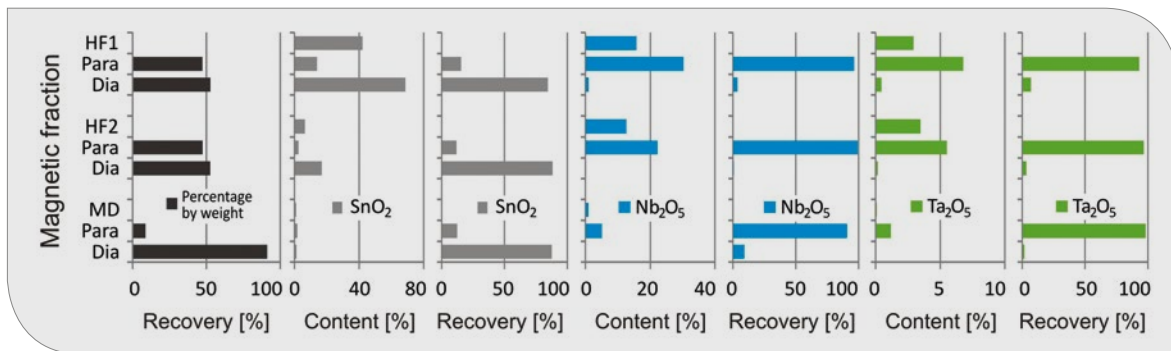 Magnetic fraction
HF1
Para
Dia
HF2
Para
Dia
MD
Para
Dia
Percentage
by weight
0 50 100
Recovery [%]
SnO₂
0 40 80
Content [%]
SnO₂
0 50 100
Recovery [%]
Nb₂O₅
0 20 40
Content [%]
Nb₂O₅
0 50 100
Recovery [%]
Ta₂O₅
0 5 10
Content [%]
Ta₂O₅
0 50 100
Recovery [%]